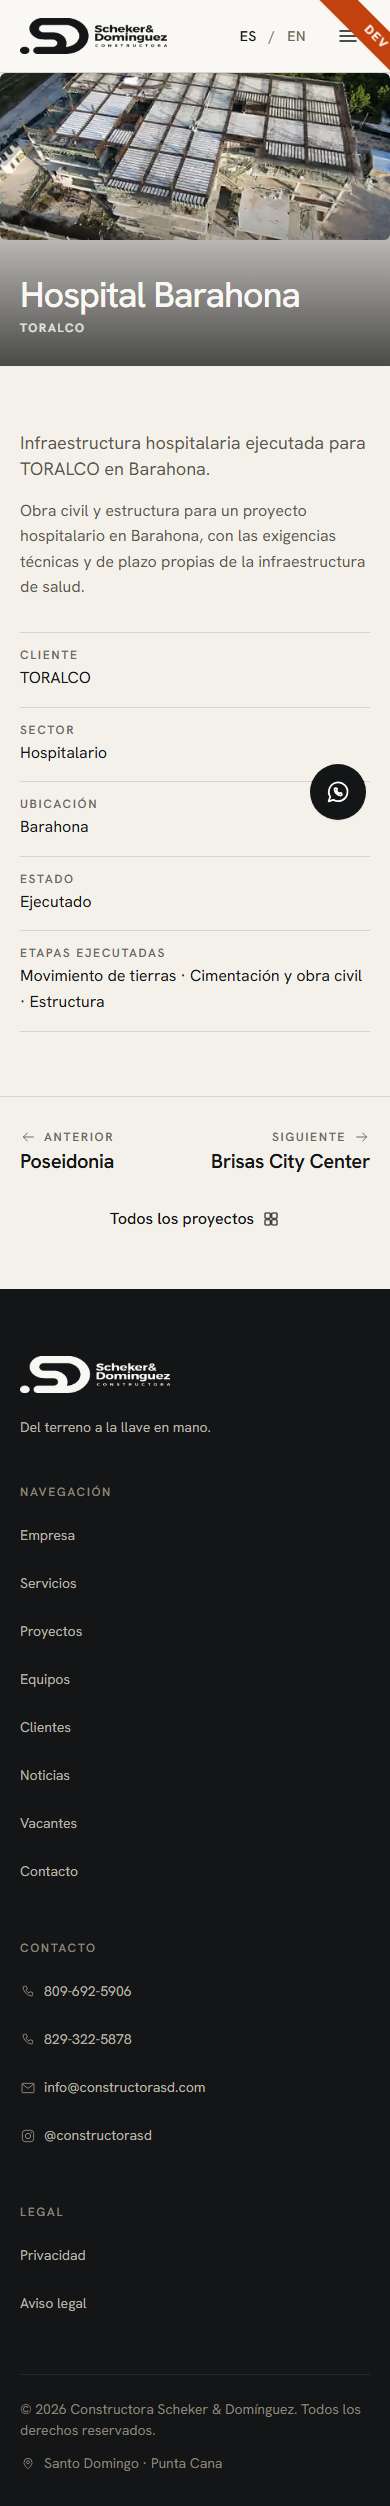 Scheker&
Domínguez
CONSTRUCTORA
ES / EN
DEV
Hospital Barahona
TORALCO
Infraestructura hospitalaria ejecutada para
TORALCO en Barahona.
Obra civil y estructura para un proyecto
hospitalario en Barahona, con las exigencias
técnicas y de plazo propias de la infraestructura
de salud.
CLIENTE
TORALCO
SECTOR
Hospitalario
UBICACIÓN
Barahona
ESTADO
Ejecutado
ETAPAS EJECUTADAS
Movimiento de tierras · Cimentación y obra civil
· Estructura
← ANTERIOR
Poseidonia
SIGUIENTE →
Brisas City Center
Todos los proyectos
Scheker&
Domínguez
CONSTRUCTORA
Del terreno a la llave en mano.
NAVEGACIÓN
Empresa
Servicios
Proyectos
Equipos
Clientes
Noticias
Vacantes
Contacto
CONTACTO
809-692-5906
829-322-5878
info@constructorasd.com
@constructorasd
LEGAL
Privacidad
Aviso legal
© 2026 Constructora Scheker & Domínguez. Todos los
derechos reservados.
Santo Domingo · Punta Cana